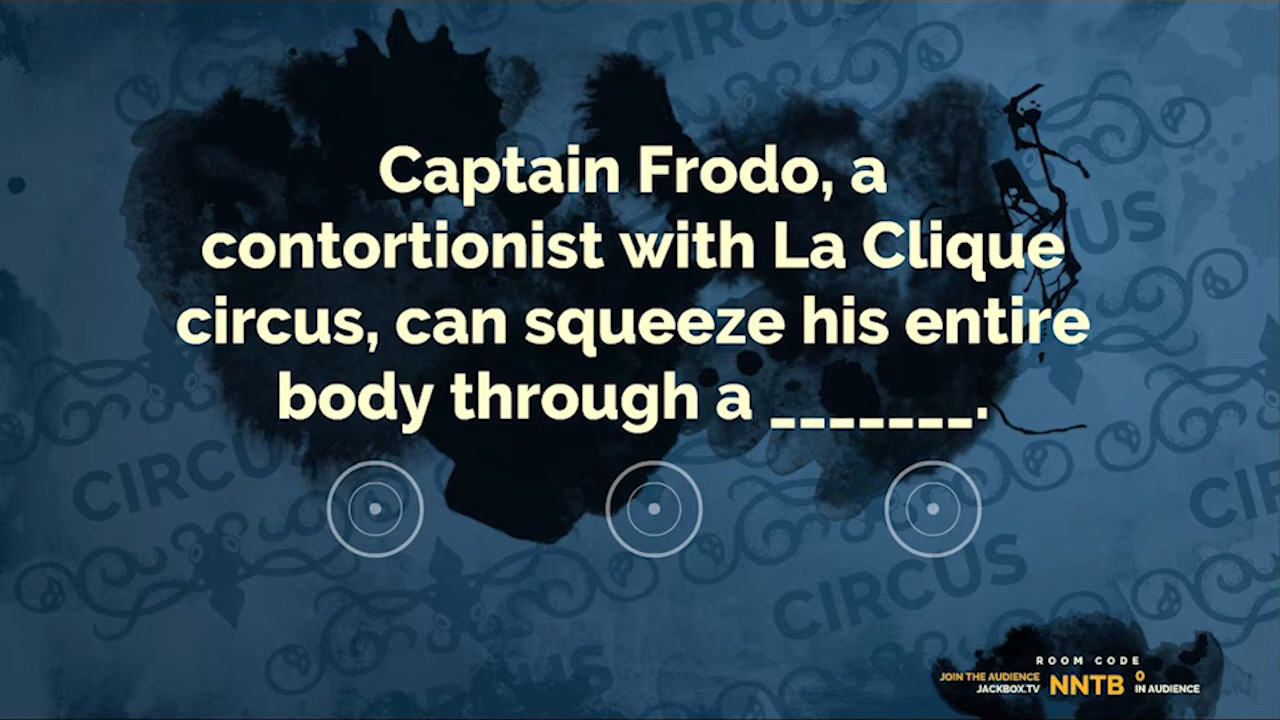 CIRCUS
Captain Frodo, a
contortionist with La Clique
circus, can squeeze his entire
body through a _______.
CIRCUS
CIRCUS
ROOM CODE
JOIN THE AUDIENCE
JACKBOX.TV
NNTB
0
IN AUDIENCE